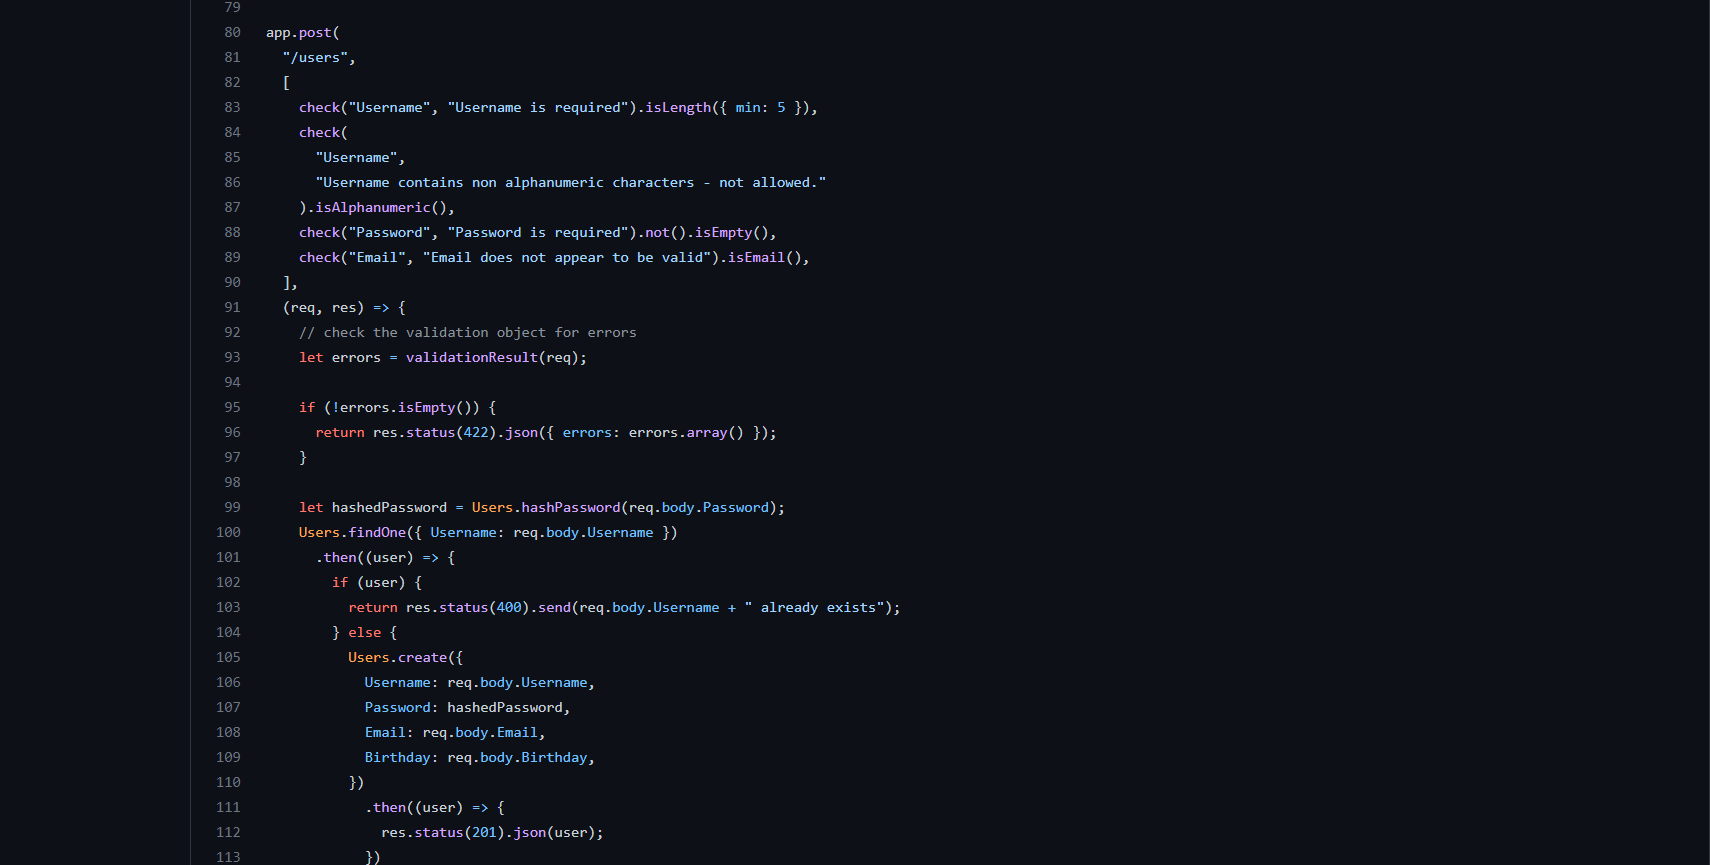 79
80 app.post(
81 "/users",
82 [
83 check("Username", "Username is required").isLength({ min: 5 }),
84 check(
85 "Username",
86 "Username contains non alphanumeric characters - not allowed."
87 ).isAlphanumeric(),
88 check("Password", "Password is required").not().isEmpty(),
89 check("Email", "Email does not appear to be valid").isEmail(),
90 ],
91 (req, res) => {
92 // check the validation object for errors
93 let errors = validationResult(req);
94
95 if (!errors.isEmpty()) {
96 return res.status(422).json({ errors: errors.array() });
97 }
98
99 let hashedPassword = Users.hashPassword(req.body.Password);
100 Users.findOne({ Username: req.body.Username })
101 .then((user) => {
102 if (user) {
103 return res.status(400).send(req.body.Username + " already exists");
104 } else {
105 Users.create({
106 Username: req.body.Username,
107 Password: hashedPassword,
108 Email: req.body.Email,
109 Birthday: req.body.Birthday,
110 })
111 .then((user) => {
112 res.status(201).json(user);
113 })